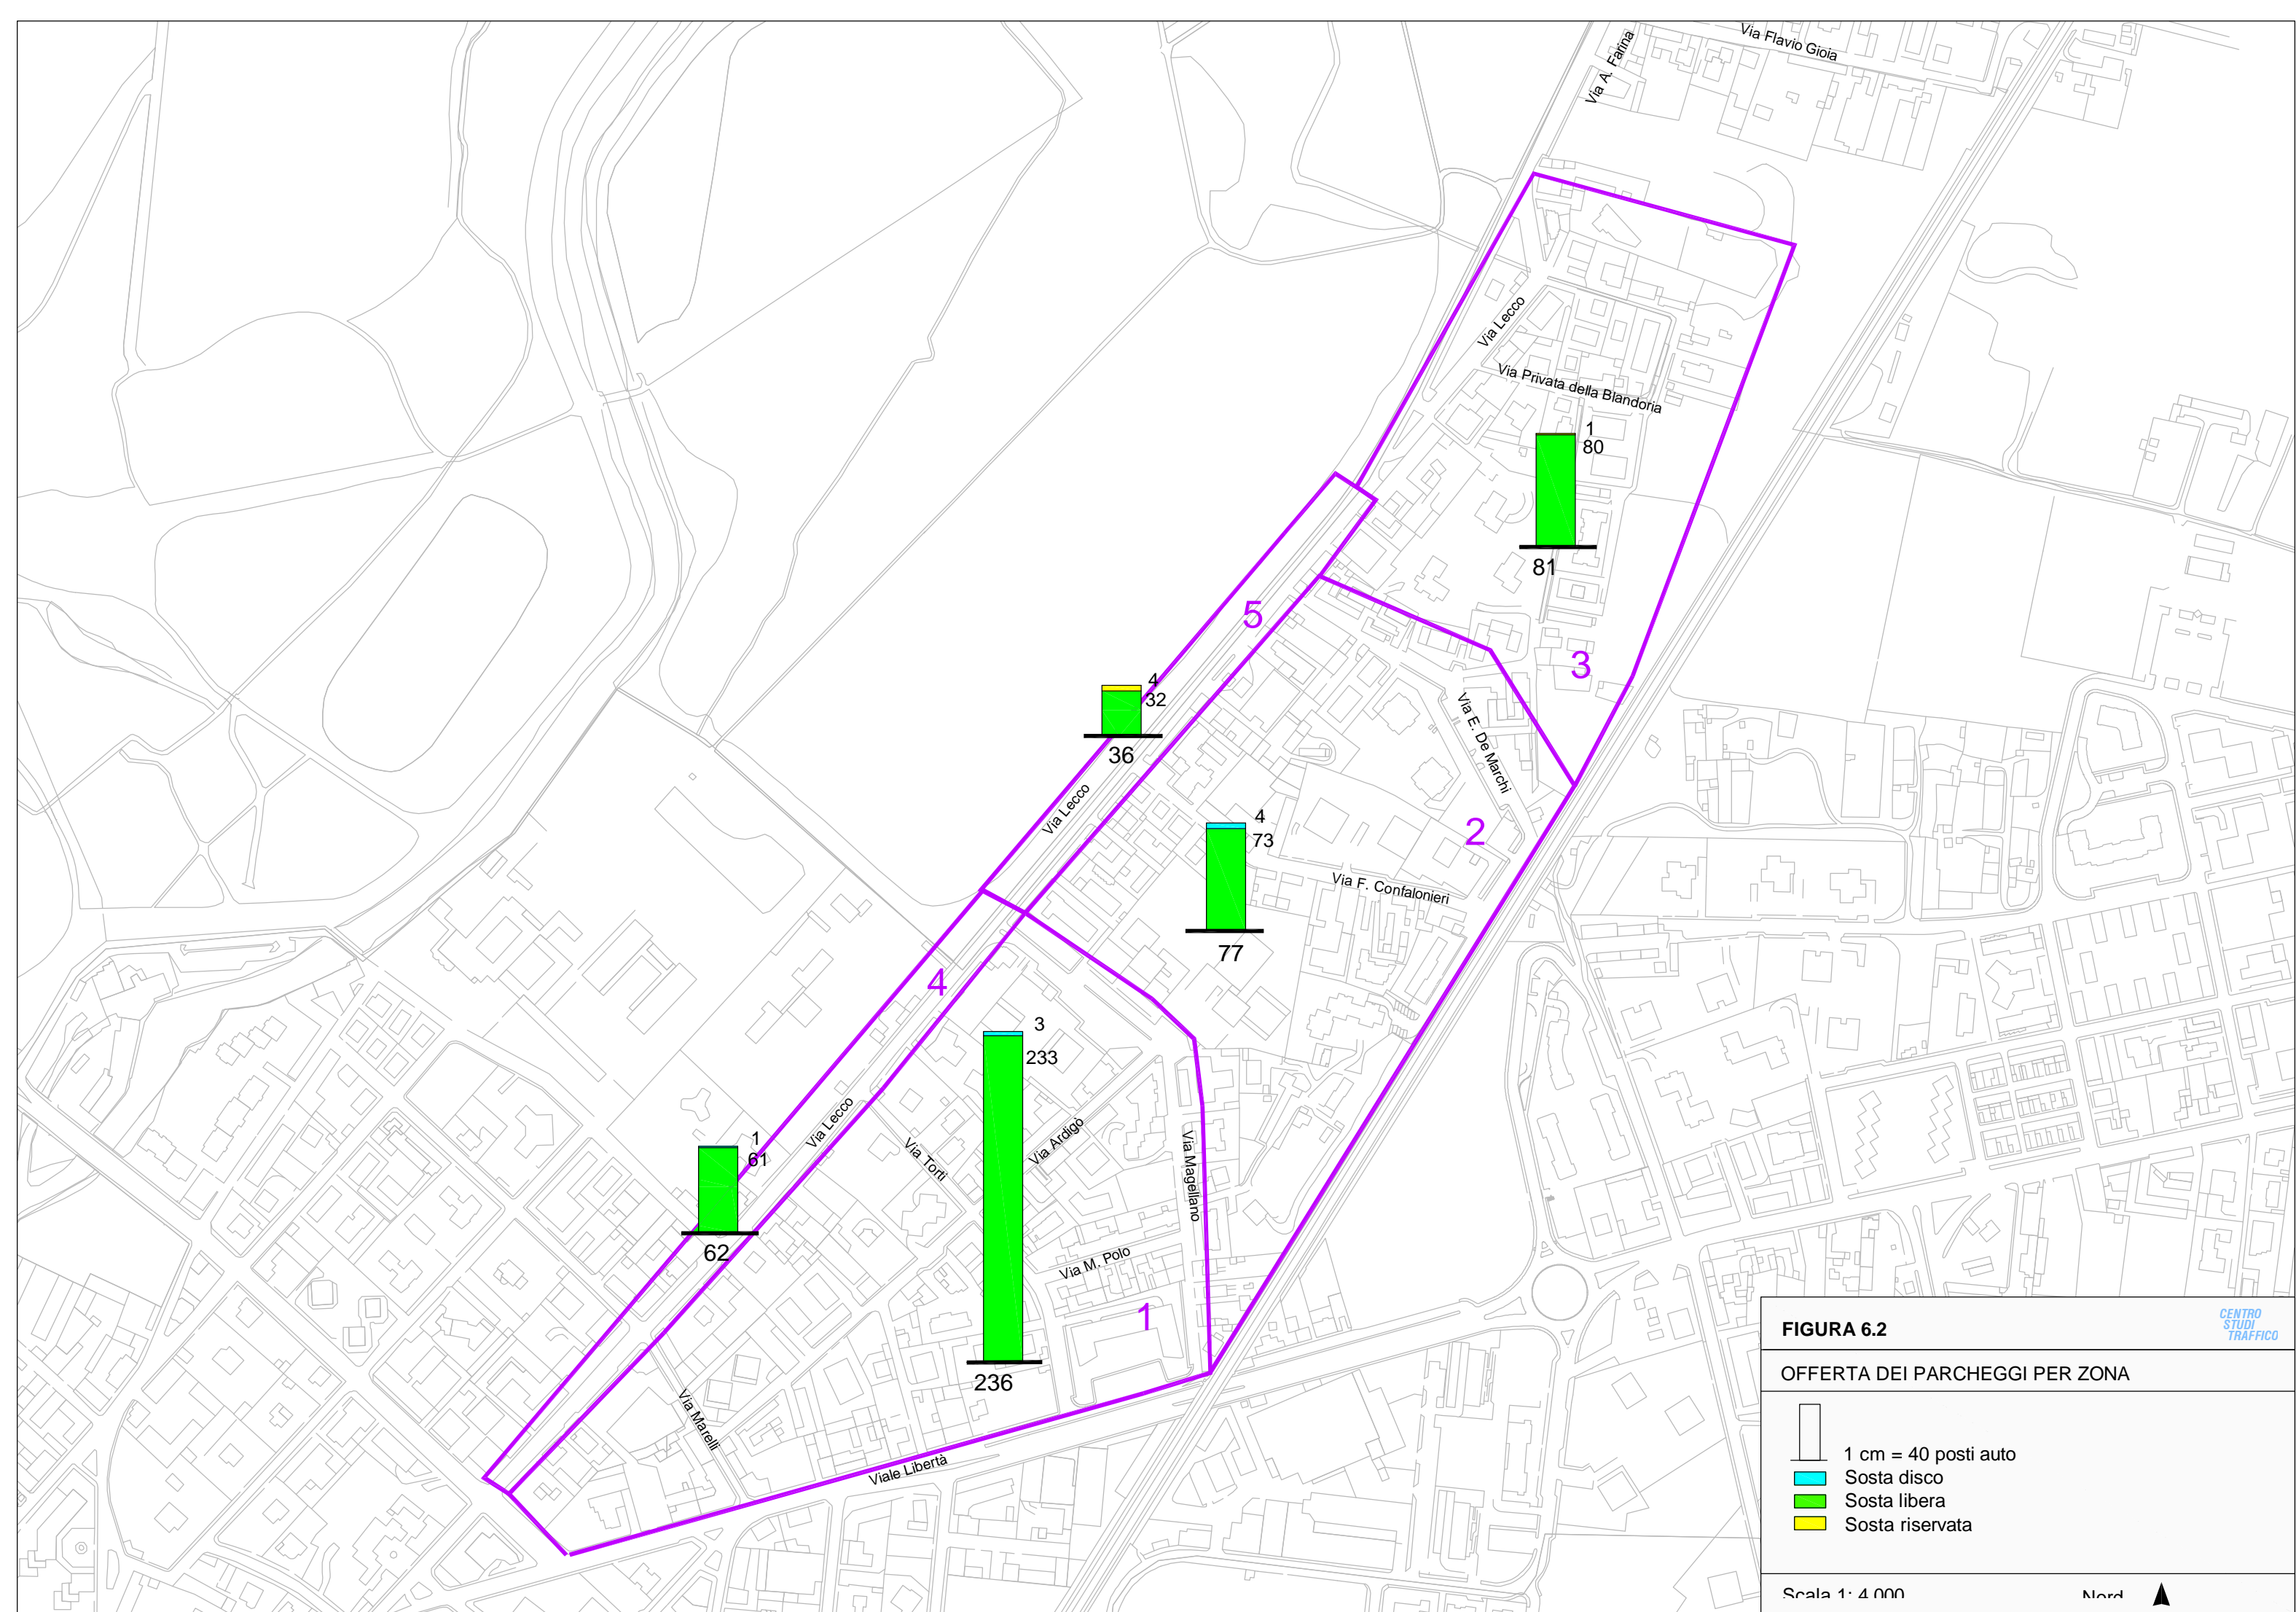 Via Flavio Gioia
Via A. Farina
Via Lecco
Via Privata della Blandoria
1
80
81
5
3
4
32
36
Via E. De Marchi
Via Lecco
4
73
77
2
Via F. Confalonieri
4
3
233
236
Via Lecco
Via Torti
Via Ardigò
Via Magellano
1
61
62
Via M. Polo
1
Via Marelli
Viale Libertà
FIGURA 6.2
CENTRO
STUDI
TRAFFICO
OFFERTA DEI PARCHEGGI PER ZONA
1 cm = 40 posti auto
Sosta disco
Sosta libera
Sosta riservata
Scala 1: 4.000
Nord